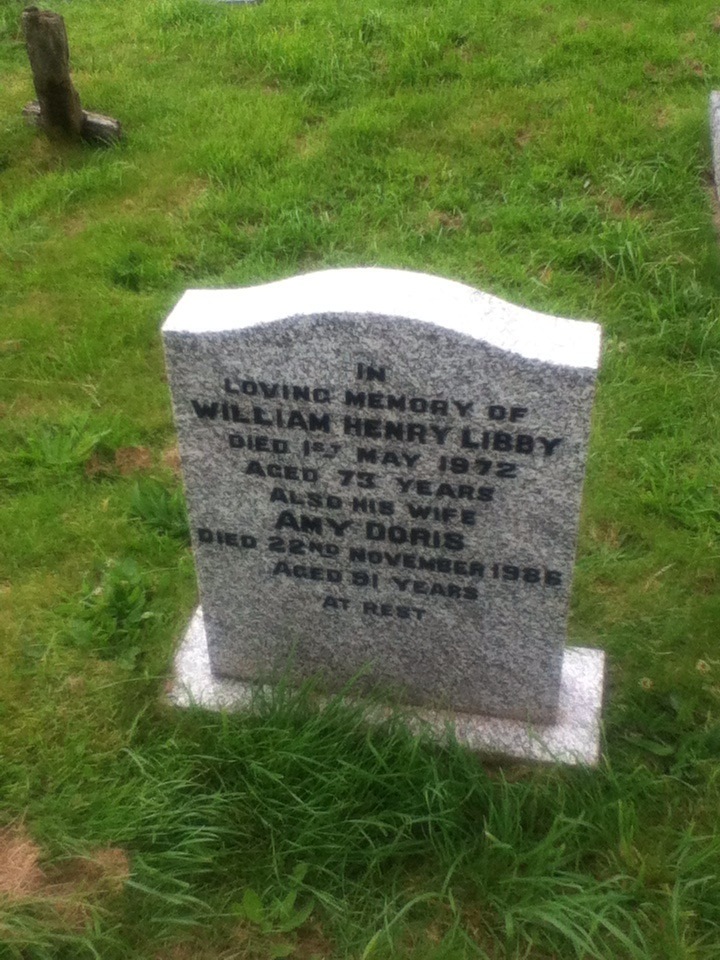 IN
LOVING MEMORY OF
WILLIAM HENRY LIBBY
DIED 1ST MAY 1972
AGED 73 YEARS
ALSO HIS WIFE
AMY DORIS
DIED 22ND NOVEMBER 1986
AGED 91 YEARS
AT REST